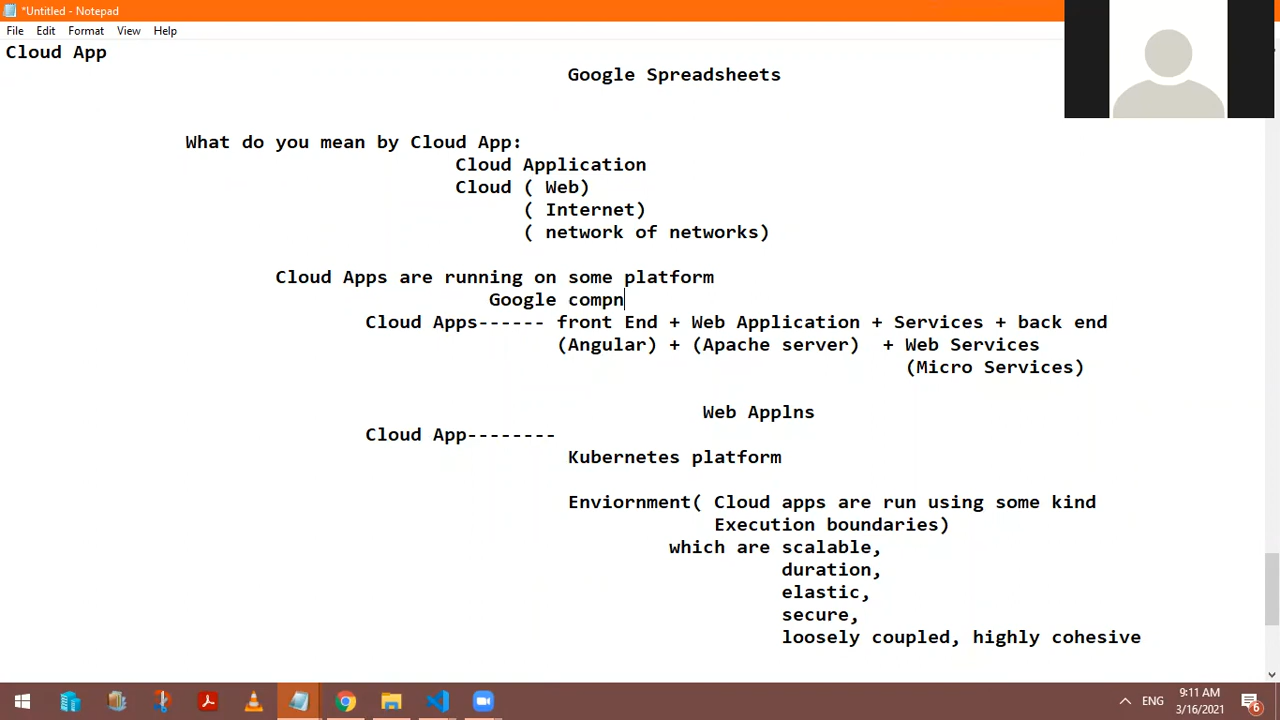 *Untitled - Notepad
File Edit Format View Help
Cloud App
Google Spreadsheets
What do you mean by Cloud App:
Cloud Application
Cloud ( Web)
( Internet)
( network of networks)
Cloud Apps are running on some platform
Google compn
Cloud Apps------ front End + Web Application + Services + back end
(Angular) + (Apache server) + Web Services
(Micro Services)
Web Applns
Cloud App--------
Kubernetes platform
Enviornment( Cloud apps are run using some kind
Execution boundaries)
which are scalable,
duration,
elastic,
secure,
loosely coupled, highly cohesive
ENG
9:11 AM
3/16/2021
6